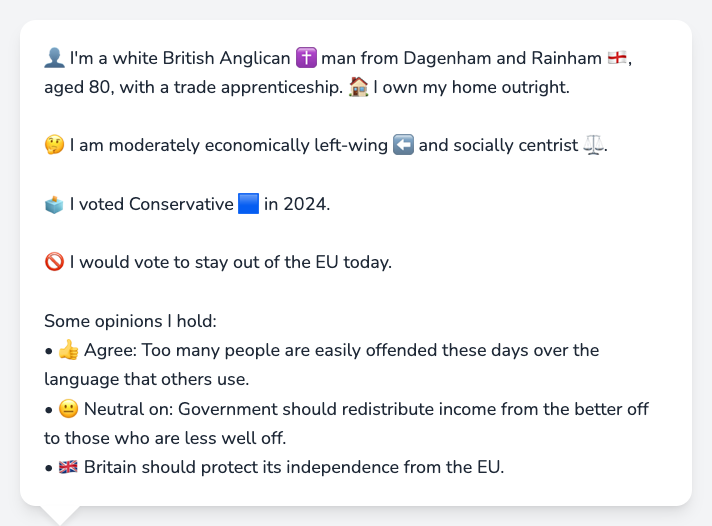 👤 I'm a white British Anglican ✝️ man from Dagenham and Rainham 🏴󠁧󠁢󠁥󠁮󠁧󠁿,
aged 80, with a trade apprenticeship. 🏠 I own my home outright.
🤔 I am moderately economically left-wing ⬅️ and socially centrist ⚖️.
🗳️ I voted Conservative 🟦 in 2024.
🚫 I would vote to stay out of the EU today.
Some opinions I hold:
• 👍 Agree: Too many people are easily offended these days over the
language that others use.
• 😐 Neutral on: Government should redistribute income from the better off
to those who are less well off.
• 🇬🇧 Britain should protect its independence from the EU.